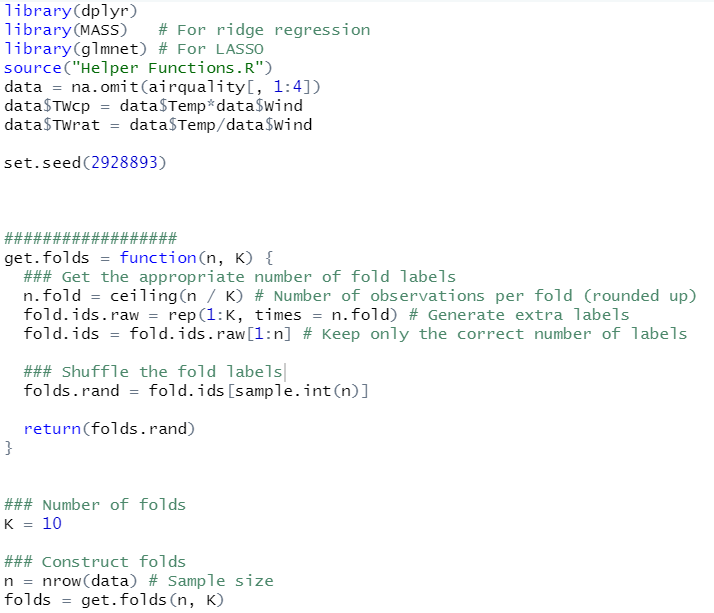 library(dplyr)
library(MASS)   # For ridge regression
library(glmnet) # For LASSO
source("Helper Functions.R")
data = na.omit(airquality[, 1:4])
data$TWcp = data$Temp*data$Wind
data$TWrat = data$Temp/data$Wind
set.seed(2928893)
##################
get.folds = function(n, K) {
  ### Get the appropriate number of fold labels
  n.fold = ceiling(n / K) # Number of observations per fold (rounded up)
  fold.ids.raw = rep(1:K, times = n.fold) # Generate extra labels
  fold.ids = fold.ids.raw[1:n] # Keep only the correct number of labels
  ### Shuffle the fold labels
  folds.rand = fold.ids[sample.int(n)]
  return(folds.rand)
}
### Number of folds
K = 10
### Construct folds
n = nrow(data) # Sample size
folds = get.folds(n, K)